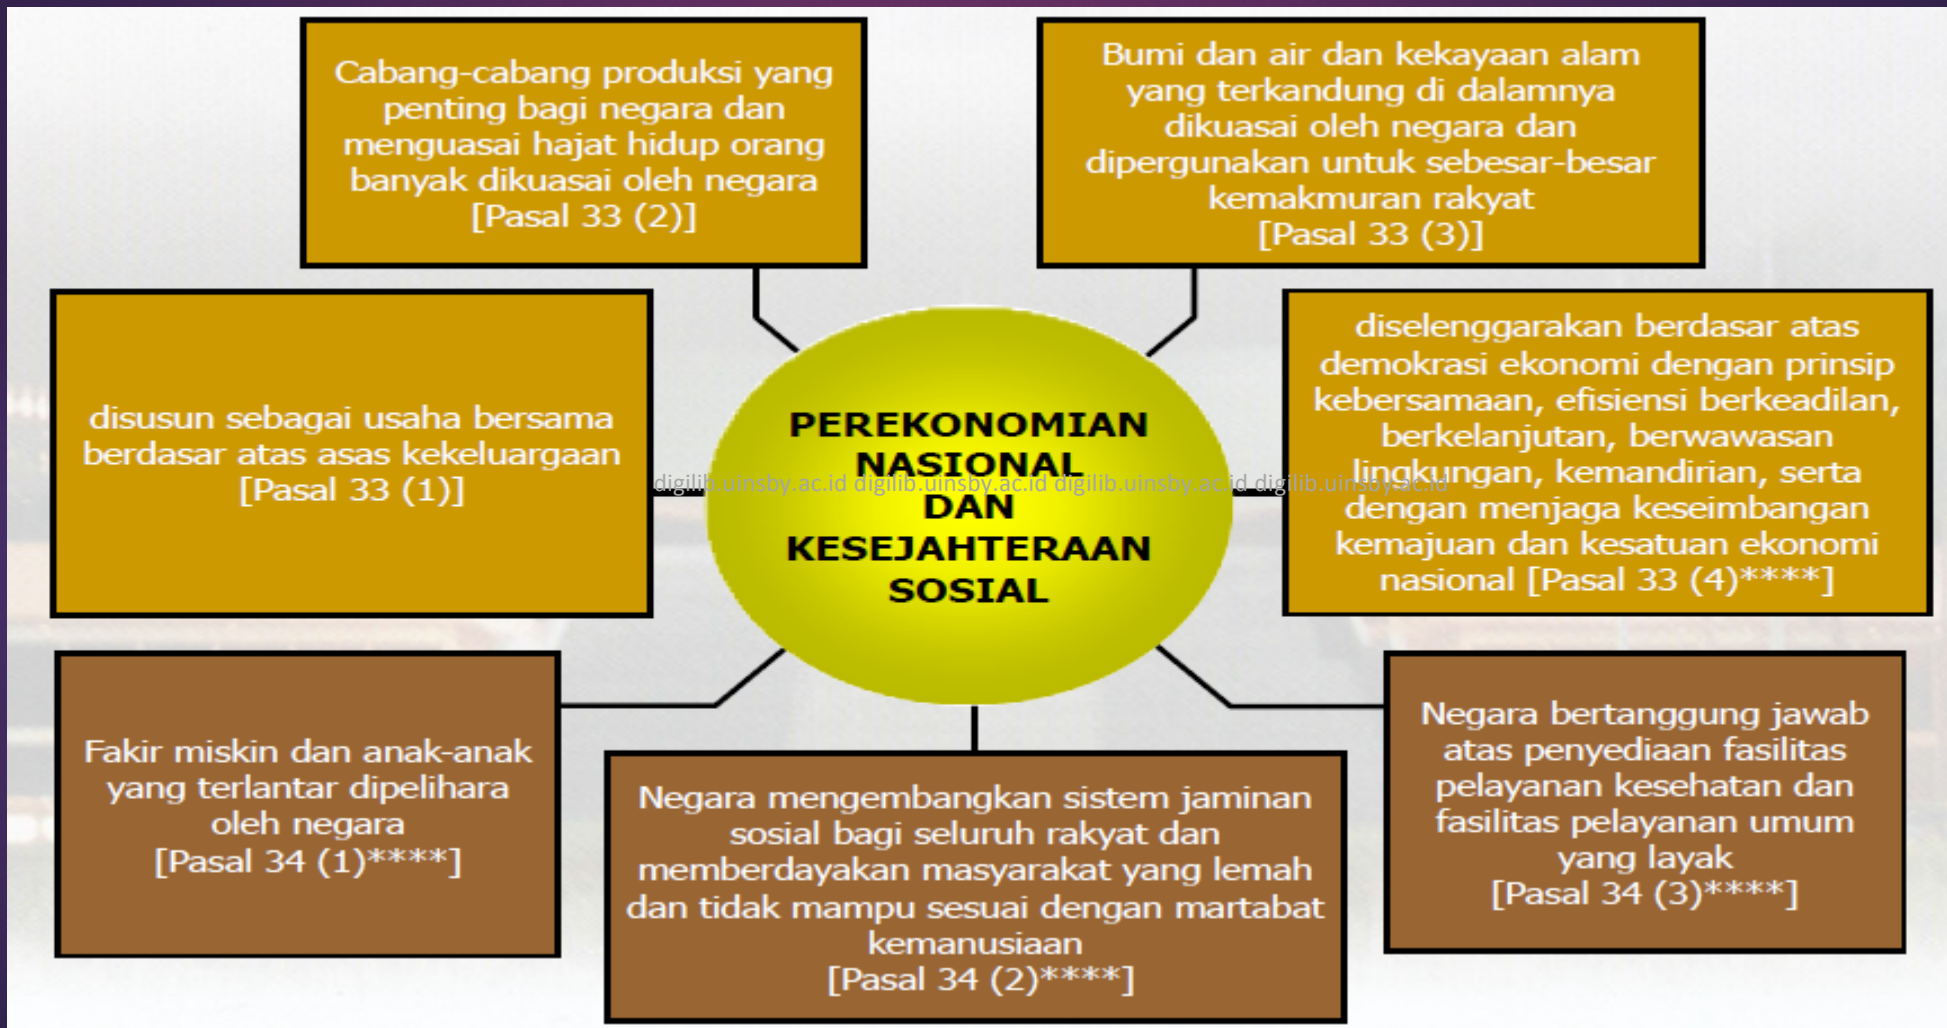 Cabang-cabang produksi yang
penting bagi negara dan
menguasai hajat hidup orang
banyak dikuasai oleh negara
[Pasal 33 (2)]
Bumi dan air dan kekayaan alam
yang terkandung di dalamnya
dikuasai oleh negara dan
dipergunakan untuk sebesar-besar
kemakmuran rakyat
[Pasal 33 (3)]
disusun sebagai usaha bersama
berdasar atas asas kekeluargaan
[Pasal 33 (1)]
PEREKONOMIAN
NASIONAL
DAN
KESEJAHTERAAN
SOSIAL
digilib.uinsby.ac.id digilib.uinsby.ac.id digilib.uinsby.ac.id digilib.uinsby.ac.id
diselenggarakan berdasar atas
demokrasi ekonomi dengan prinsip
kebersamaan, efisiensi berkeadilan,
berkelanjutan, berwawasan
lingkungan, kemandirian, serta
dengan menjaga keseimbangan
kemajuan dan kesatuan ekonomi
nasional [Pasal 33 (4)****]
Fakir miskin dan anak-anak
yang terlantar dipelihara
oleh negara
[Pasal 34 (1)****]
Negara mengembangkan sistem jaminan
sosial bagi seluruh rakyat dan
memberdayakan masyarakat yang lemah
dan tidak mampu sesuai dengan martabat
kemanusiaan
[Pasal 34 (2)****]
Negara bertanggung jawab
atas penyediaan fasilitas
pelayanan kesehatan dan
fasilitas pelayanan umum
yang layak
[Pasal 34 (3)****]